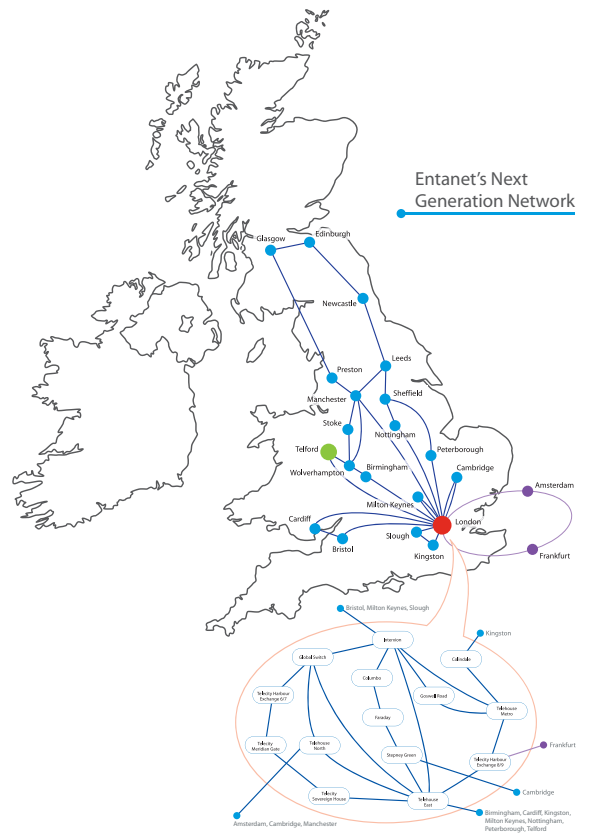 Entanet's Next
Generation Network
Edinburgh
Glasgow
Newcastle
Leeds
Preston
Sheffield
Manchester
Stoke
Nottingham
Telford
Peterborough
Wolverhampton
Birmingham
Cambridge
Amsterdam
Milton Keynes
Cardiff
London
Slough
Bristol
Kingston
Frankfurt
Bristol, Milton Keynes, Slough
Kingston
Interxion
Global Switch
Colindale
Columbo
Telecity Harbour
Exchange 6/7
Goswell Road
Telehouse
Metro
Faraday
Telecity
Meridian Gate
Telehouse
North
Frankfurt
Stepney Green
Telecity Harbour
Exchange 8/9
Telecity
Sovereign House
Telehouse
East
Cambridge
Amsterdam, Cambridge, Manchester
Birmingham, Cardiff, Kingston,
Milton Keynes, Nottingham,
Peterborough, Telford